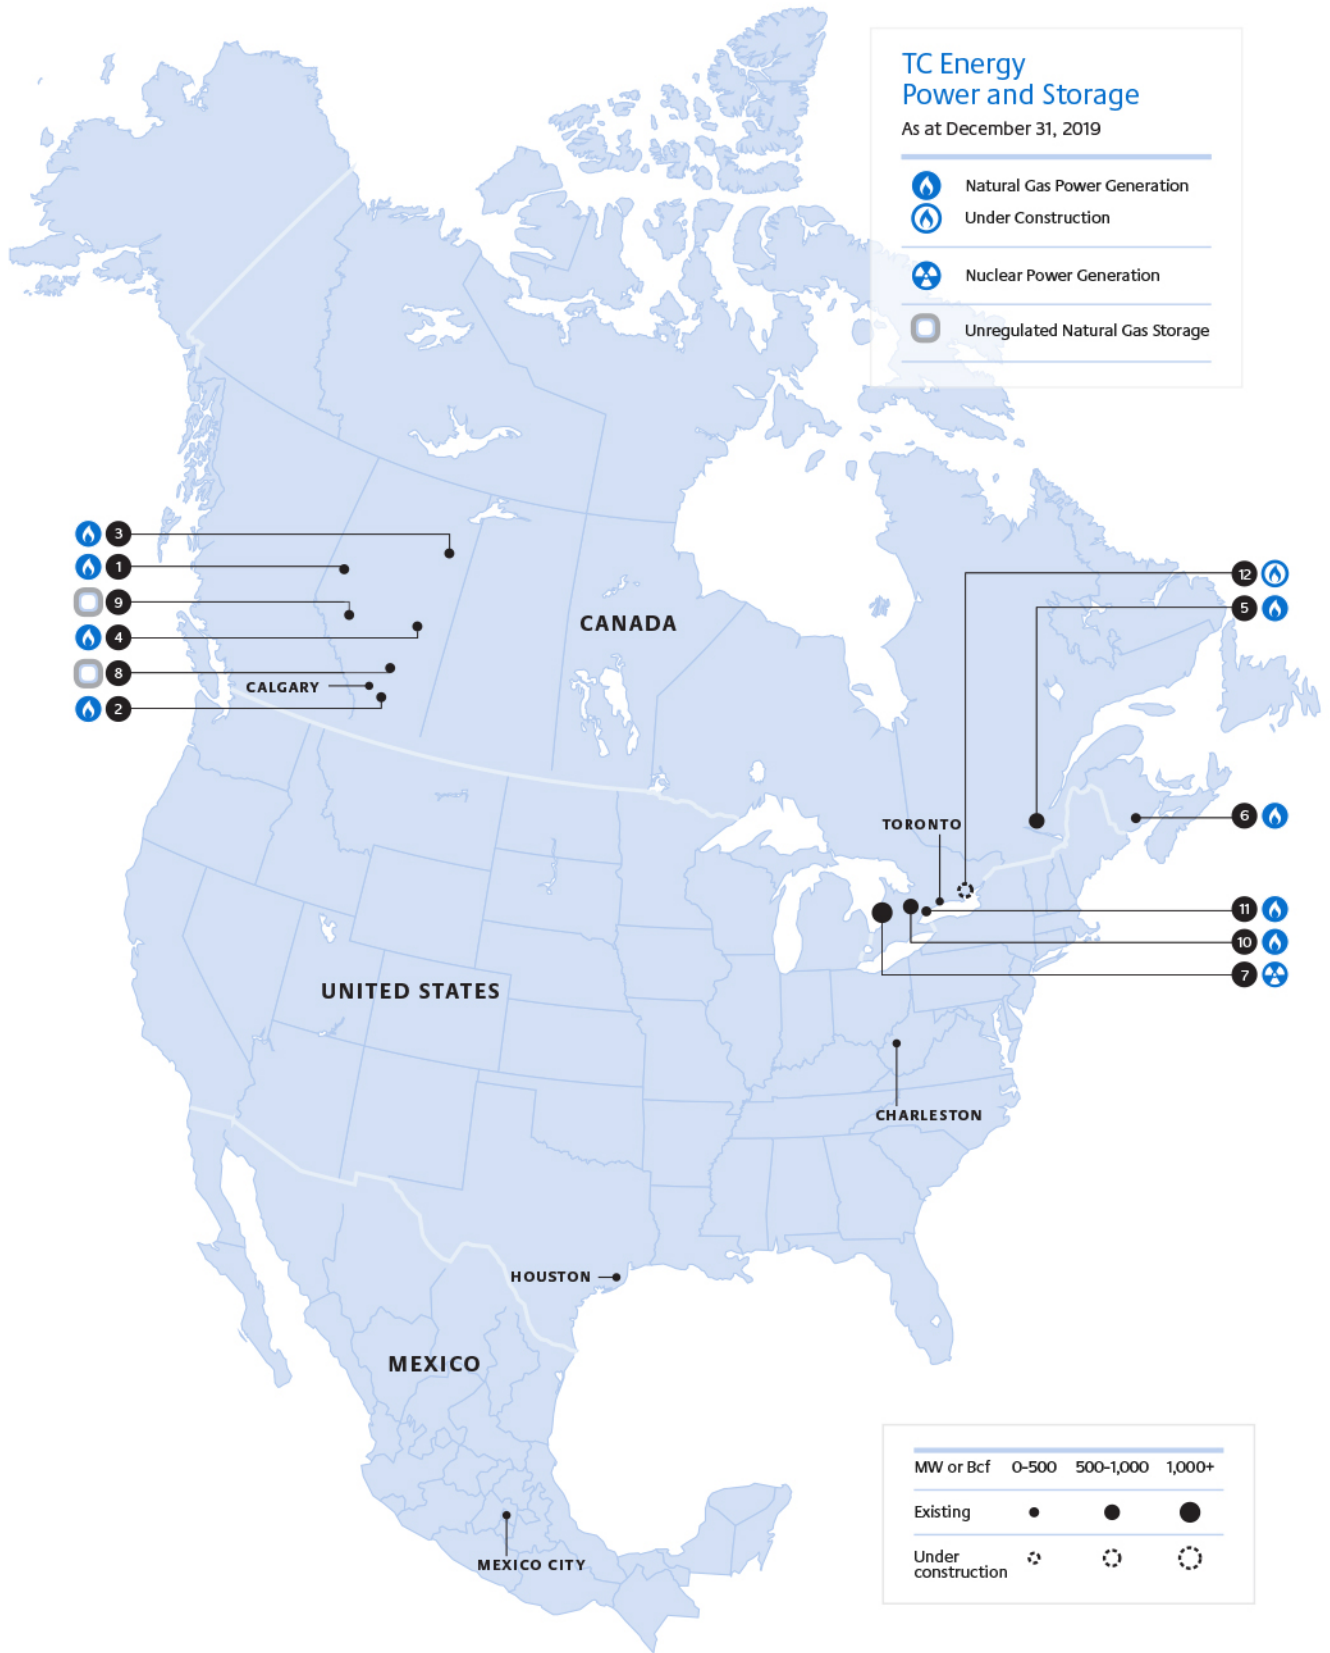 TC Energy
Power and Storage
As at December 31, 2019
Natural Gas Power Generation
Under Construction
Nuclear Power Generation
Unregulated Natural Gas Storage
3
1
9
4
8
2
CALGARY
CANADA
12
5
TORONTO
6
11
10
7
UNITED STATES
CHARLESTON
HOUSTON
MEXICO
MEXICO CITY
MW or Bcf 0-500 500-1,000 1,000+
Existing
Under
construction